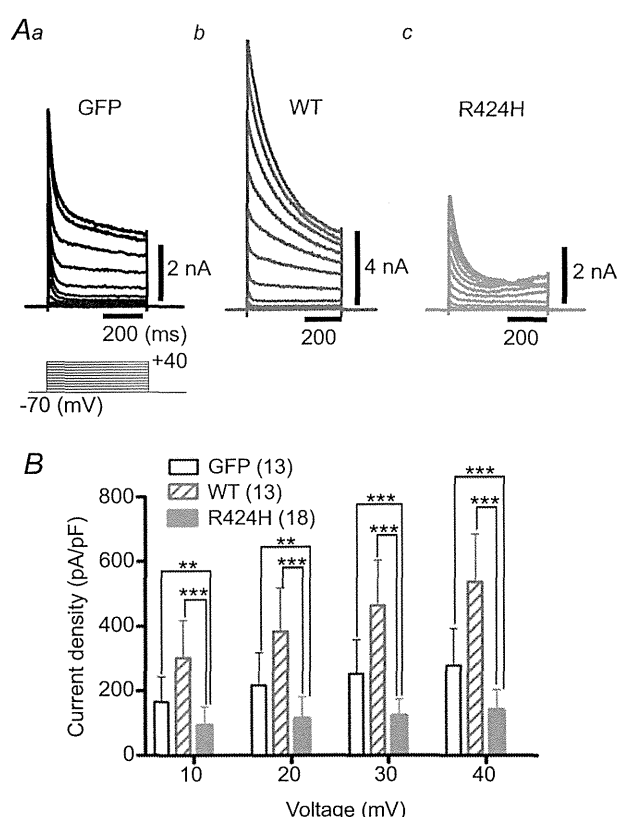 Aa
b
c
GFP
WT
R424H
2 nA
4 nA
2 nA
200 (ms)
200
200
+40
-70 (mV)
B
GFP (13)
WT (13)
R424H (18)
Current density (pA/pF)
800
600
400
200
0
**
***
**
***
***
***
***
***
10
20
30
40
Voltage (mV)